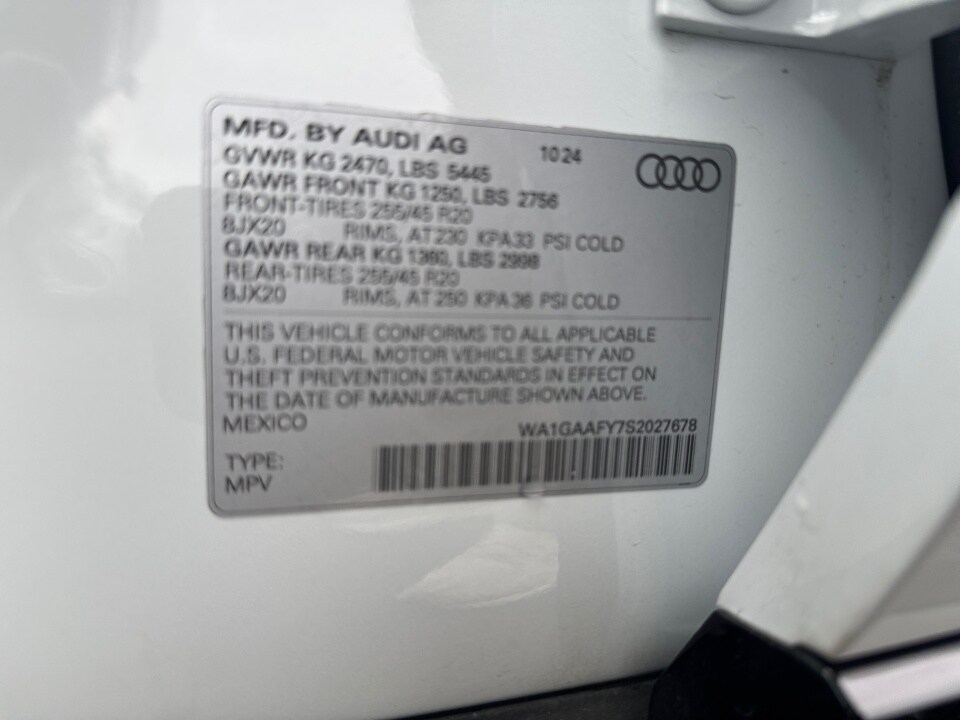 MFD. BY AUDI AG 10 24
GVWR KG 2470, LBS 5445
GAWR FRONT KG 1250, LBS 2756
FRONT-TIRES 255/45 R20
8JX20 RIMS, AT 230 KPA 33 PSI COLD
GAWR REAR KG 1360, LBS 2998
REAR-TIRES 255/45 R20
8JX20 RIMS, AT 250 KPA 36 PSI COLD
THIS VEHICLE CONFORMS TO ALL APPLICABLE
U.S. FEDERAL MOTOR VEHICLE SAFETY AND
THEFT PREVENTION STANDARDS IN EFFECT ON
THE DATE OF MANUFACTURE SHOWN ABOVE.
MEXICO WA1GAAFY7S2027678
TYPE:
MPV